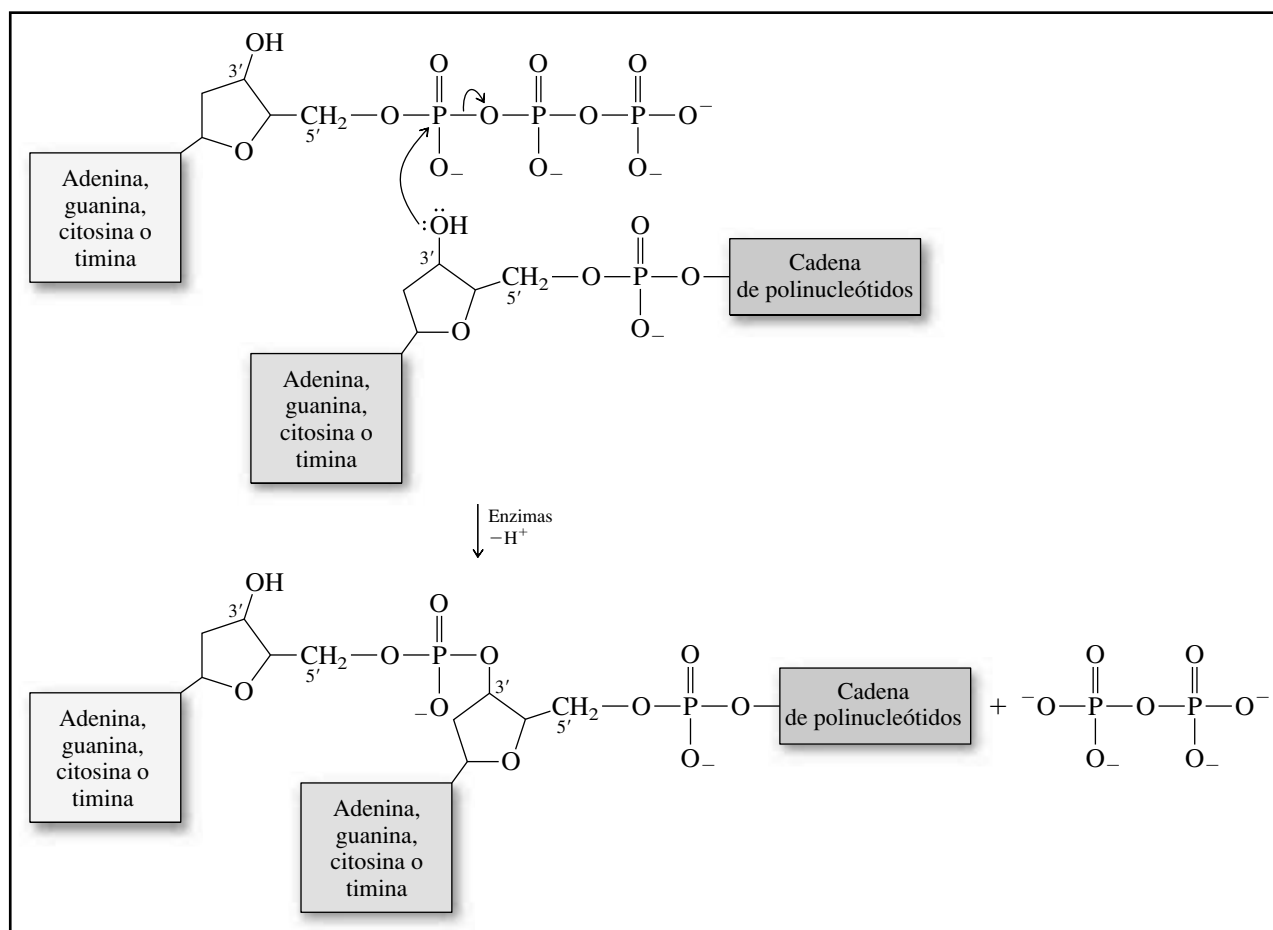 OH
3′
O O O
CH₂—O—P—O—P—O—P—O⁻
5′
O
O− O− O−
Adenina,
guanina,
citosina o
timina
:ÖH
3′
O
CH₂—O—P—O—
5′
O
O−
Cadena
de polinucleótidos
Adenina,
guanina,
citosina o
timina
Enzimas
−H⁺
OH
3′
O
CH₂—O—P—O
5′
O
O−
3′
O
CH₂—O—P—O—
5′
O
O−
Cadena
de polinucleótidos
+
O O
⁻O—P—O—P—O⁻
O− O−
Adenina,
guanina,
citosina o
timina
Adenina,
guanina,
citosina o
timina